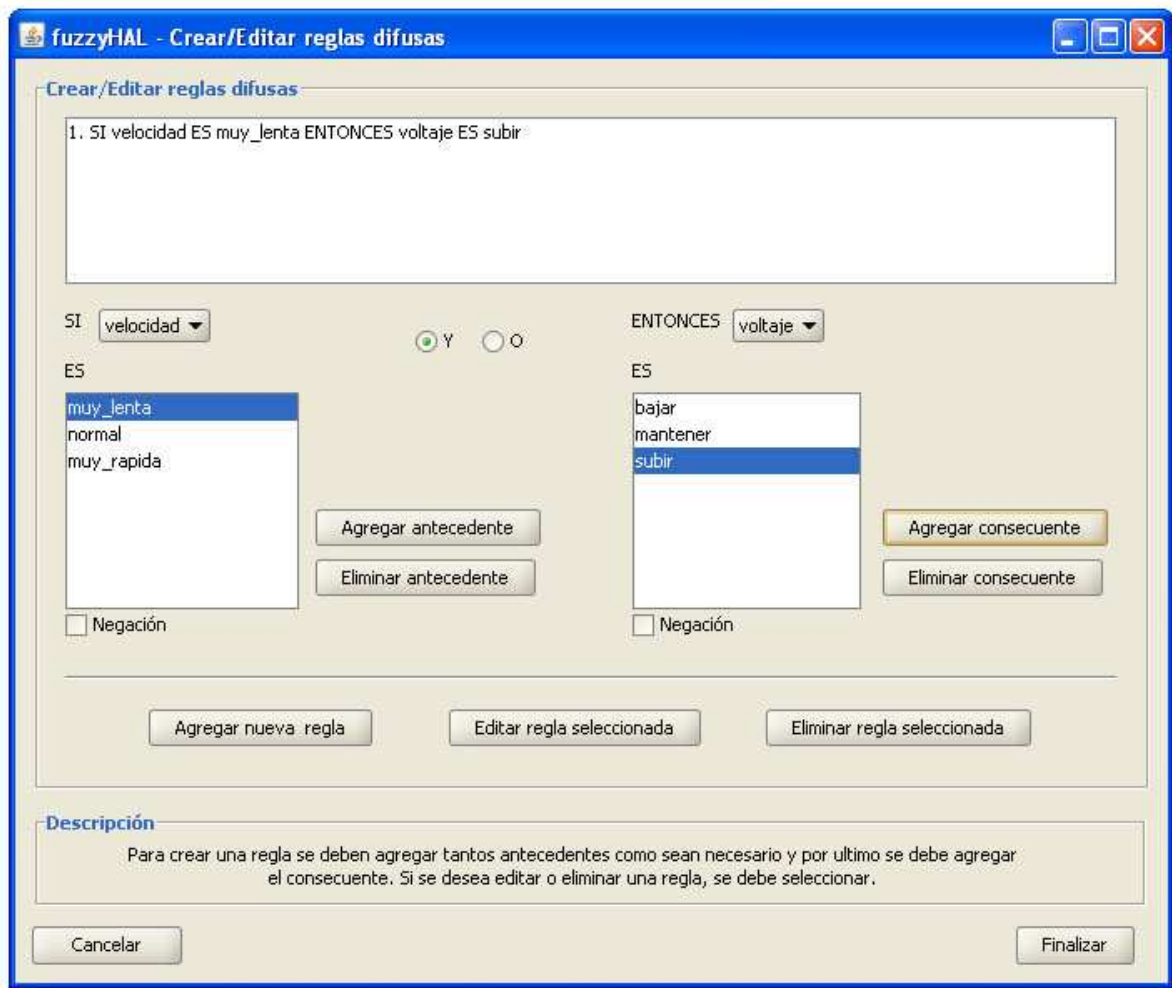 fuzzyHAL - Crear/Editar reglas difusas
Crear/Editar reglas difusas
1. SI velocidad ES muy_lenta ENTONCES voltaje ES subir
SI velocidad
Y O
ENTONCES voltaje
ES
muy_lenta
normal
muy_rapida
Agregar antecedente
Eliminar antecedente
Negación
ES
bajar
mantener
subir
Agregar consecuente
Eliminar consecuente
Negación
Agregar nueva regla
Editar regla seleccionada
Eliminar regla seleccionada
Descripción
Para crear una regla se deben agregar tantos antecedentes como sean necesario y por ultimo se debe agregar
el consecuente. Si se desea editar o eliminar una regla, se debe seleccionar.
Cancelar
Finalizar